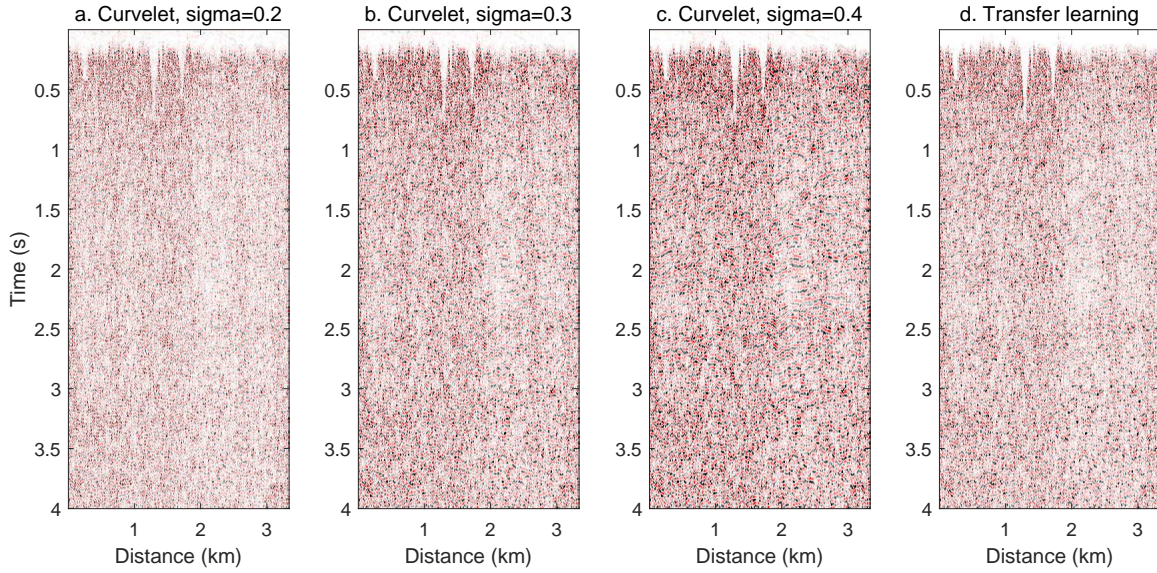 a. Curvelet, sigma=0.2
b. Curvelet, sigma=0.3
c. Curvelet, sigma=0.4
d. Transfer learning
Time (s)
0.5
1
1.5
2
2.5
3
3.5
4
1 2 3
Distance (km)
0.5
1
1.5
2
2.5
3
3.5
4
1 2 3
Distance (km)
0.5
1
1.5
2
2.5
3
3.5
4
1 2 3
Distance (km)
0.5
1
1.5
2
2.5
3
3.5
4
1 2 3
Distance (km)